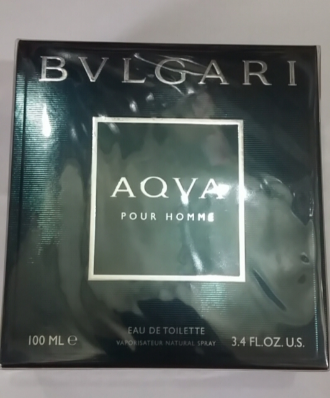 BVLGARI
AQVA
POUR HOMME
EAU DE TOILETTE
100 ML ℮ VAPORISATEUR NATURAL SPRAY 3.4 FL.OZ. U.S.